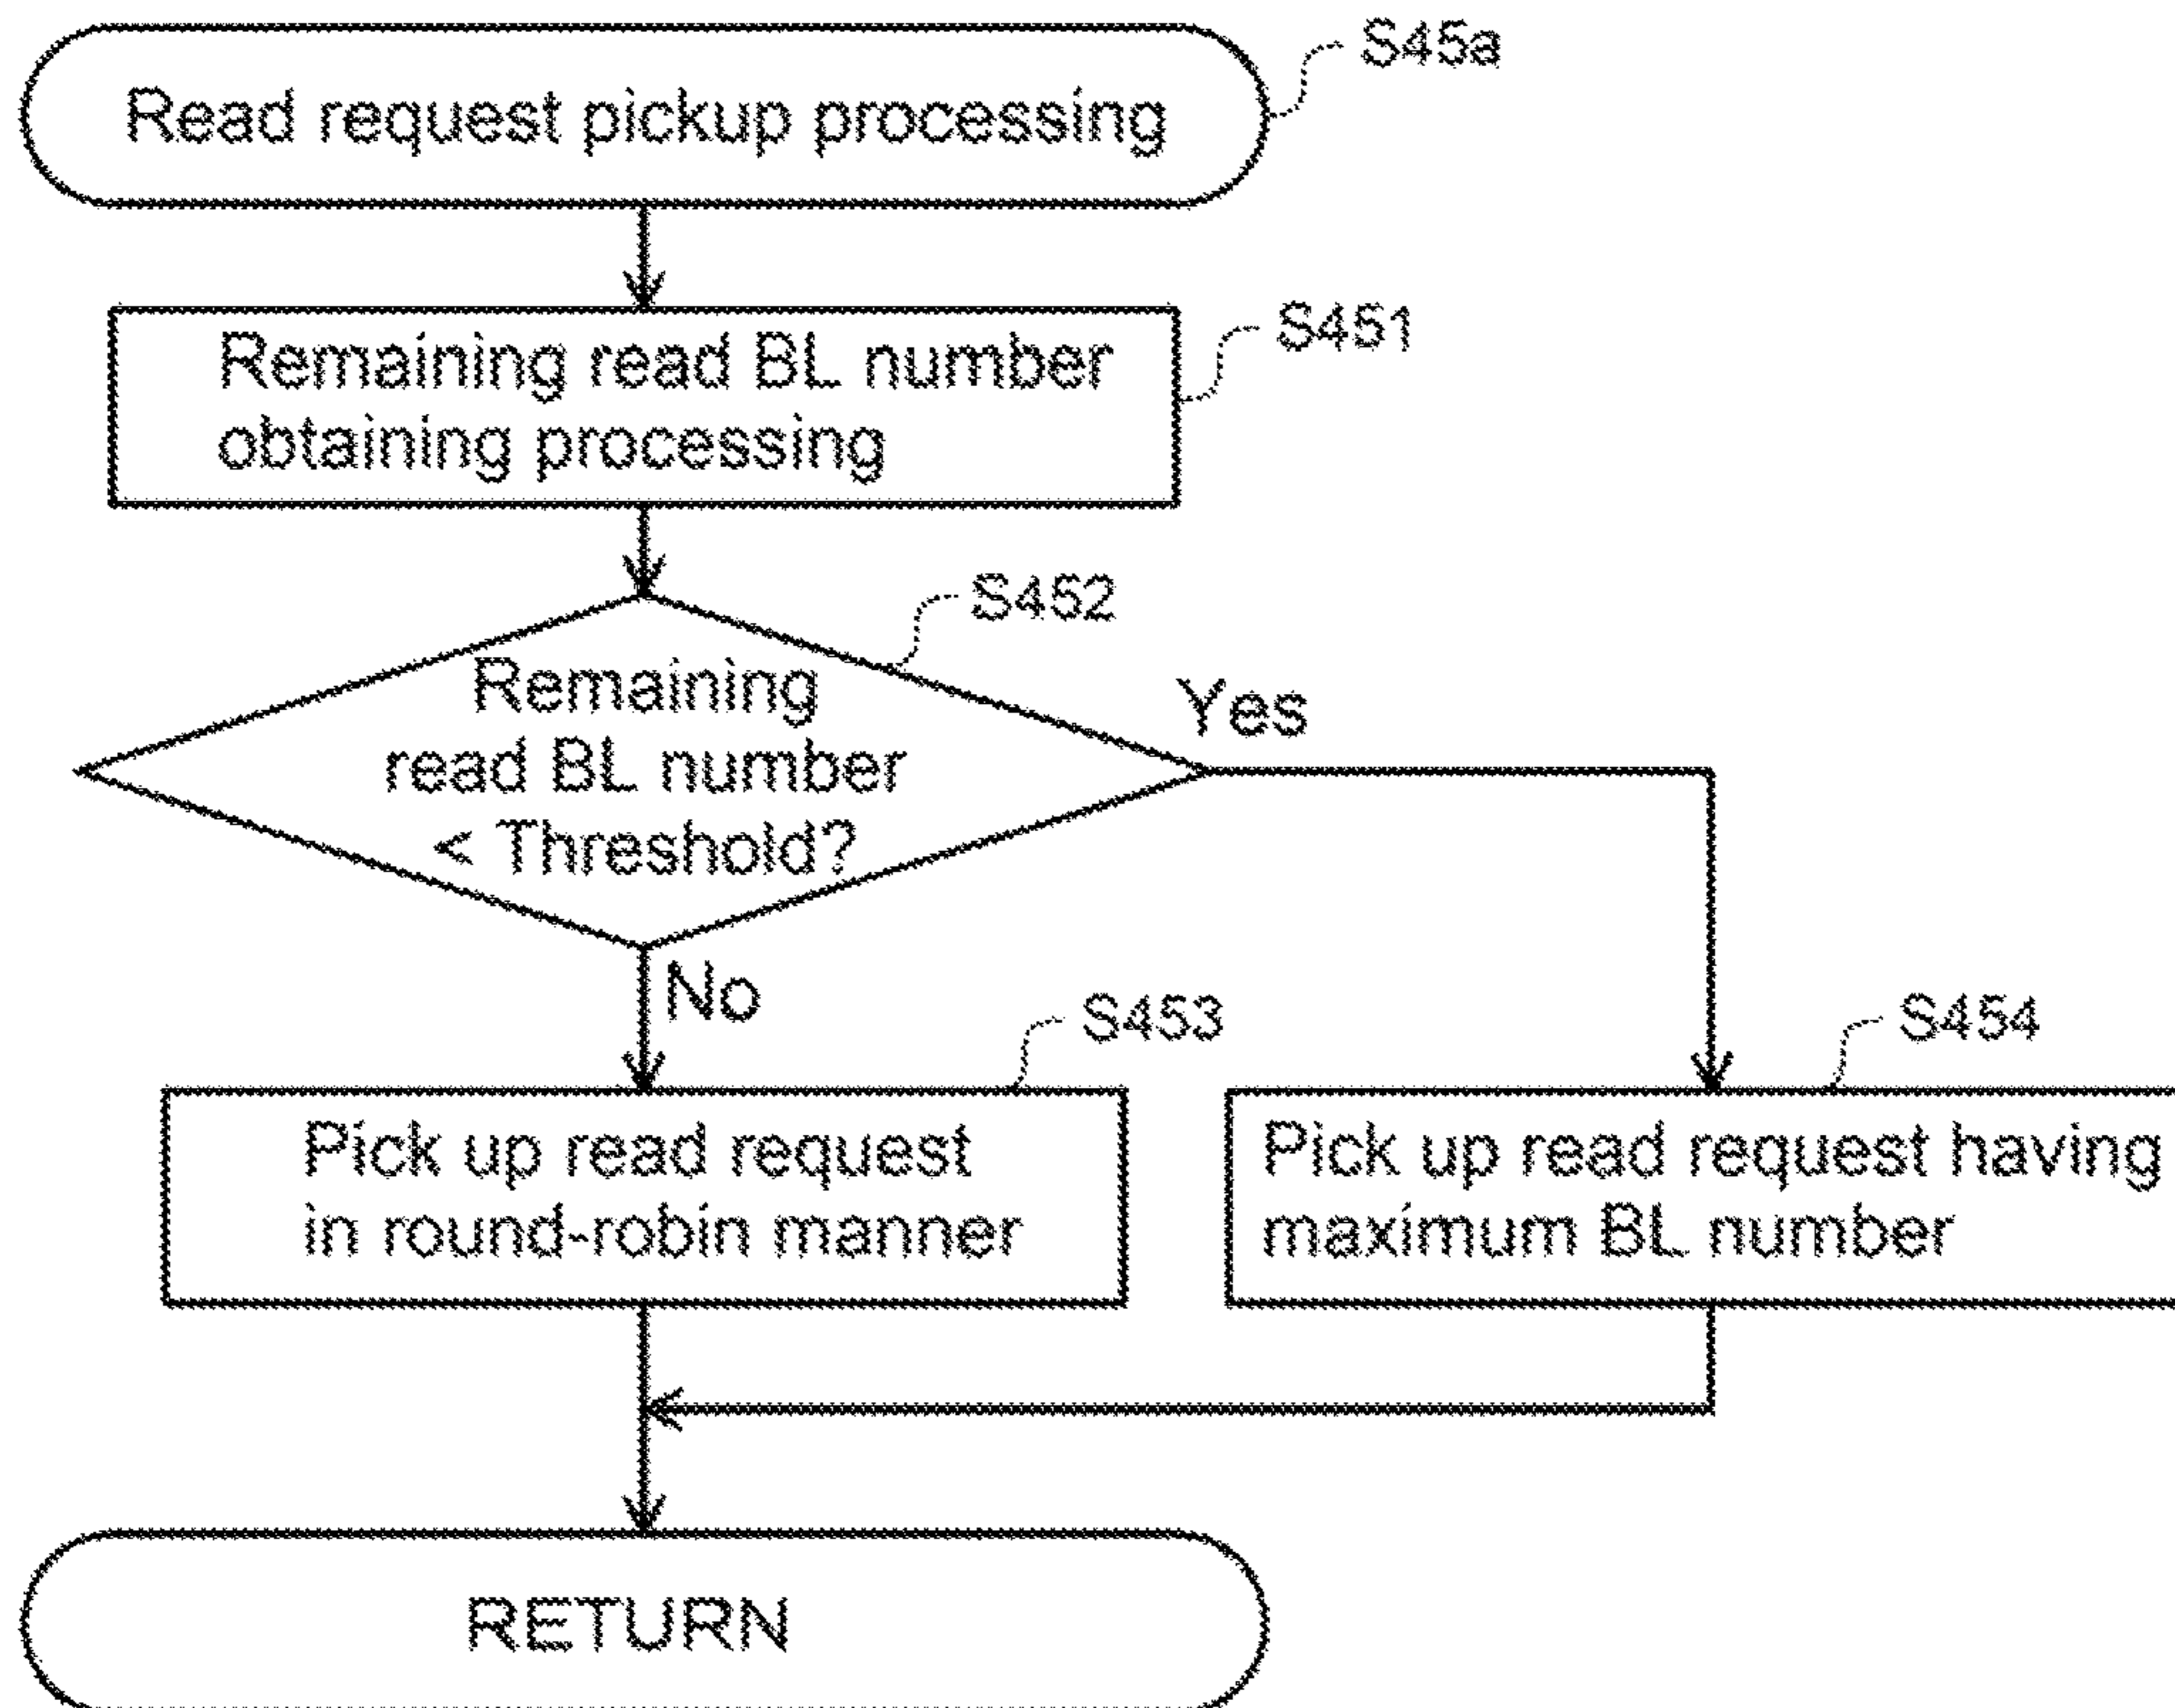 Read request pickup processing
S45a
Remaining read BL number
obtaining processing
S451
S452
Remaining
read BL number
< Threshold?
Yes
No
S453
Pick up read request
in round-robin manner
S454
Pick up read request having
maximum BL number
RETURN